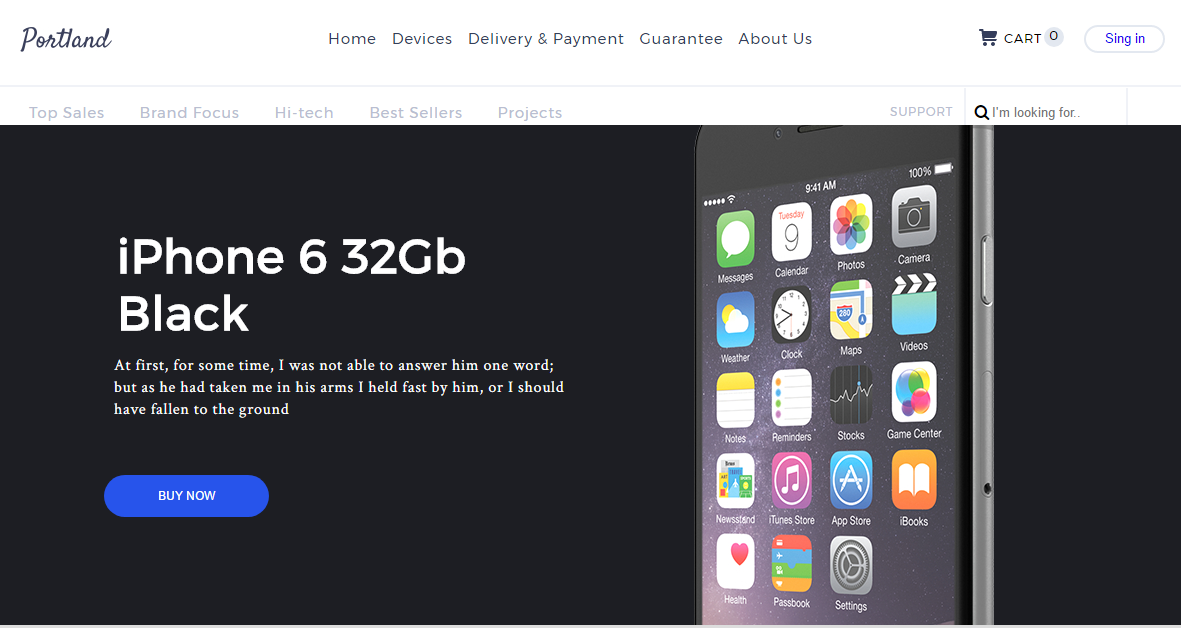 Portland
Home Devices Delivery & Payment Guarantee About Us
CART 0
Sing in
Top Sales Brand Focus Hi-tech Best Sellers Projects
SUPPORT
I'm looking for..
iPhone 6 32Gb
Black
At first, for some time, I was not able to answer him one word;
but as he had taken me in his arms I held fast by him, or I should
have fallen to the ground
BUY NOW
9:41 AM 100%
Tuesday
9
Messages Calendar Photos Camera
12
280
Weather Clock Maps Videos
Notes Reminders Stocks Game Center
Newsstand iTunes Store App Store iBooks
Health Passbook Settings